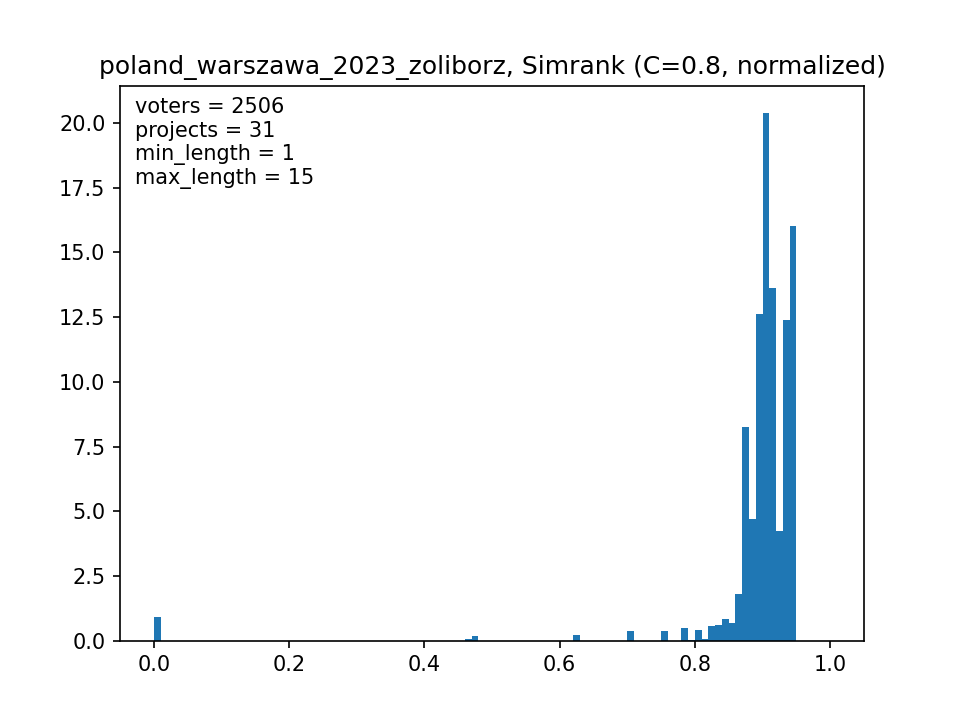 poland_warszawa_2023_zoliborz, Simrank (C=0.8, normalized)
voters = 2506
projects = 31
min_length = 1
max_length = 15
20.0
17.5
15.0
12.5
10.0
7.5
5.0
2.5
0.0
0.0 0.2 0.4 0.6 0.8 1.0